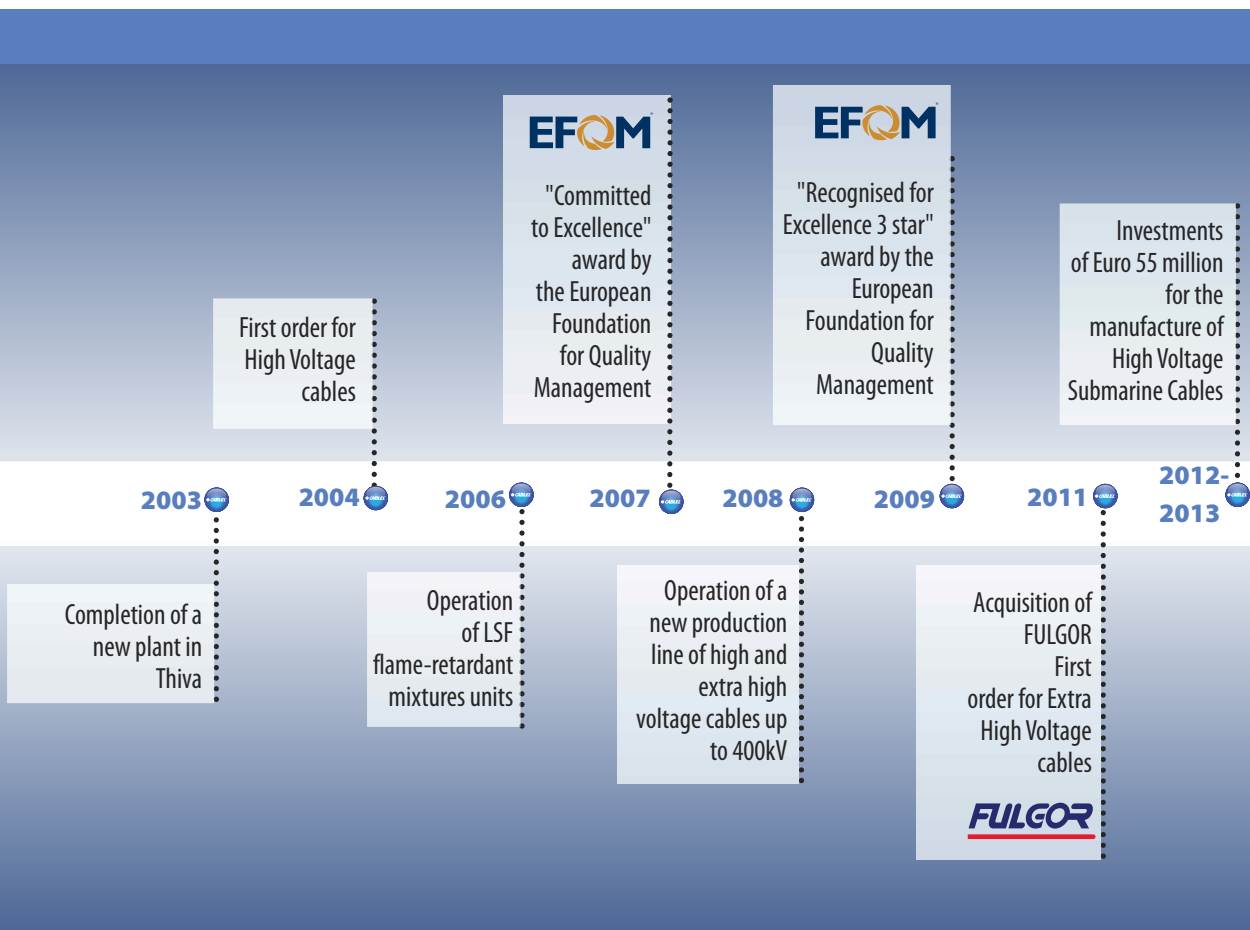 2003
Completion of a
new plant in
Thiva
2004
First order for
High Voltage
cables
2006
Operation
of LSF
flame-retardant
mixtures units
2007
EFQM
"Committed
to Excellence"
award by
the European
Foundation
for Quality
Management
2008
Operation of a
new production
line of high and
extra high
voltage cables up
to 400kV
2009
EFQM
"Recognised for
Excellence 3 star"
award by the
European
Foundation for
Quality
Management
2011
Acquisition of
FULGOR
First
order for Extra
High Voltage
cables
FULGOR
2012-
2013
Investments
of Euro 55 million
for the
manufacture of
High Voltage
Submarine Cables